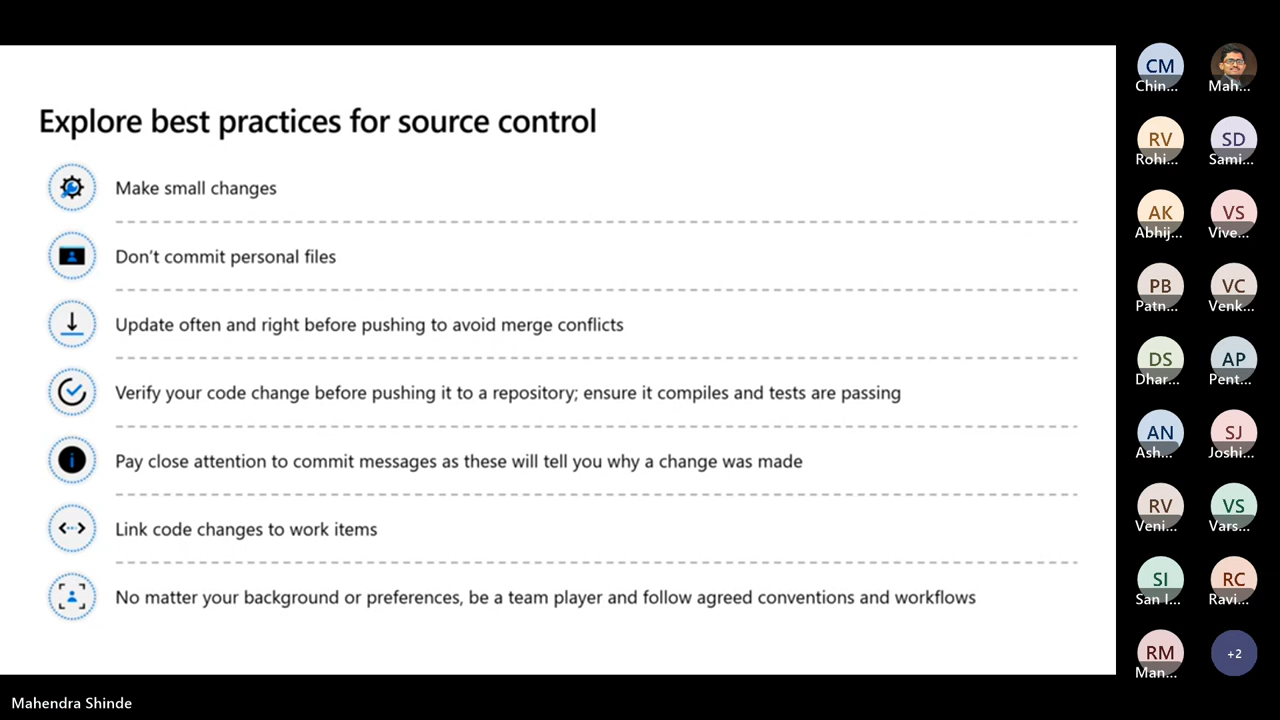 Explore best practices for source control
Make small changes
Don’t commit personal files
Update often and right before pushing to avoid merge conflicts
Verify your code change before pushing it to a repository; ensure it compiles and tests are passing
Pay close attention to commit messages as these will tell you why a change was made
Link code changes to work items
No matter your background or preferences, be a team player and follow agreed conventions and workflows
CM
Chin...
Mah...
RV
Rohi...
SD
Sami...
AK
Abhij...
VS
Vive...
PB
Patn...
VC
Venk...
DS
Dhar...
AP
Pent...
AN
Ash...
SJ
Joshi...
RV
Veni...
VS
Vars...
SI
San I...
RC
Ravi...
RM
Man...
+2
Mahendra Shinde